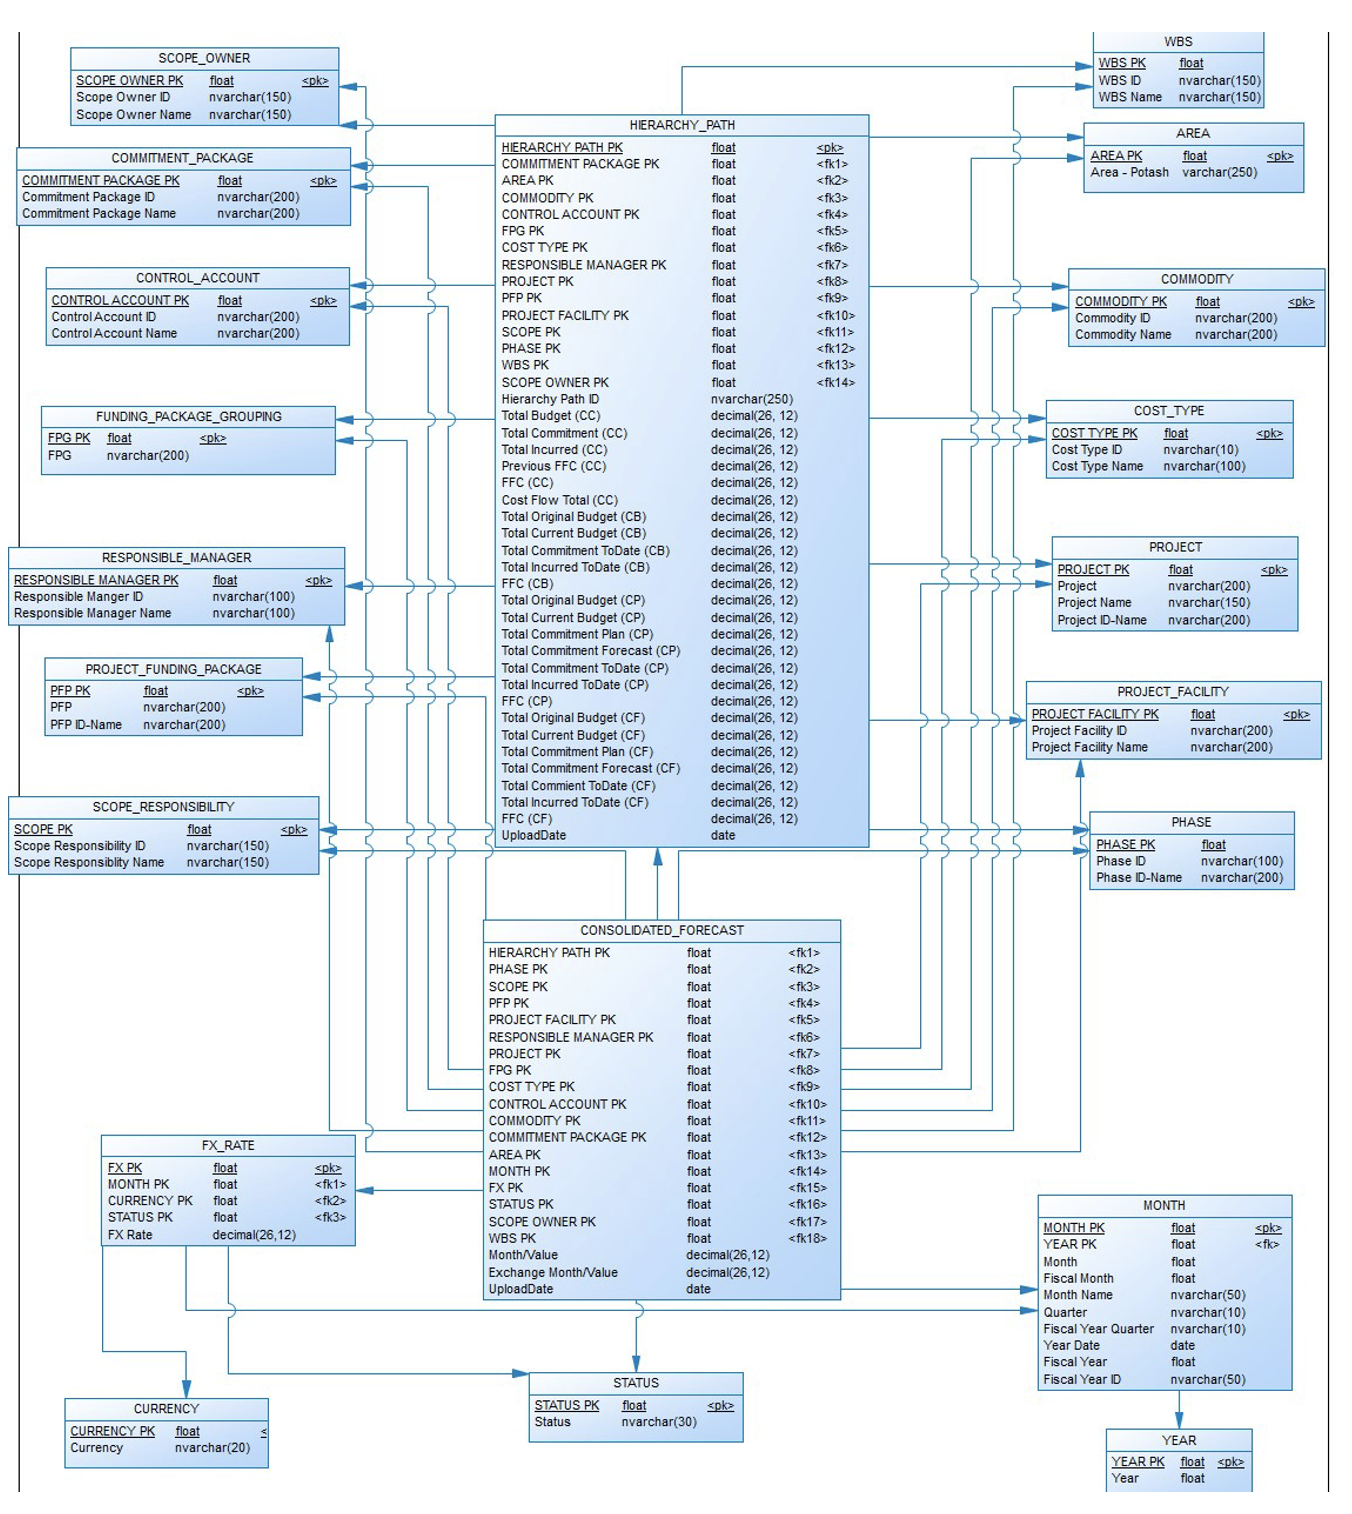 SCOPE_OWNER
SCOPE OWNER PK float <pk>
Scope Owner ID nvarchar(150)
Scope Owner Name nvarchar(150)
COMMITMENT_PACKAGE
COMMITMENT PACKAGE PK float <pk>
Commitment Package ID nvarchar(200)
Commitment Package Name nvarchar(200)
CONTROL_ACCOUNT
CONTROL ACCOUNT PK float <pk>
Control Account ID nvarchar(200)
Control Account Name nvarchar(200)
FUNDING_PACKAGE_GROUPING
FPG PK float <pk>
FPG nvarchar(200)
RESPONSIBLE_MANAGER
RESPONSIBLE MANAGER PK float <pk>
Responsible Manger ID nvarchar(100)
Responsible Manager Name nvarchar(100)
PROJECT_FUNDING_PACKAGE
PFP PK float <pk>
PFP nvarchar(200)
PFP ID-Name nvarchar(200)
SCOPE_RESPONSIBILITY
SCOPE PK float <pk>
Scope Responsibility ID nvarchar(150)
Scope Responsiblity Name nvarchar(150)
HIERARCHY_PATH
HIERARCHY PATH PK float <pk>
COMMITMENT PACKAGE PK float <fk1>
AREA PK float <fk2>
COMMODITY PK float <fk3>
CONTROL ACCOUNT PK float <fk4>
FPG PK float <fk5>
COST TYPE PK float <fk6>
RESPONSIBLE MANAGER PK float <fk7>
PROJECT PK float <fk8>
PFP PK float <fk9>
PROJECT FACILITY PK float <fk10>
SCOPE PK float <fk11>
PHASE PK float <fk12>
WBS PK float <fk13>
SCOPE OWNER PK float <fk14>
Hierarchy Path ID nvarchar(250)
Total Budget (CC) decimal(26, 12)
Total Commitment (CC) decimal(26, 12)
Total Incurred (CC) decimal(26, 12)
Previous FFC (CC) decimal(26, 12)
FFC (CC) decimal(26, 12)
Cost Flow Total (CC) decimal(26, 12)
Total Original Budget (CB) decimal(26, 12)
Total Current Budget (CB) decimal(26, 12)
Total Commitment ToDate (CB) decimal(26, 12)
Total Incurred ToDate (CB) decimal(26, 12)
FFC (CB) decimal(26, 12)
Total Original Budget (CP) decimal(26, 12)
Total Current Budget (CP) decimal(26, 12)
Total Commitment Plan (CP) decimal(26, 12)
Total Commitment Forecast (CP) decimal(26, 12)
Total Commitment ToDate (CP) decimal(26, 12)
Total Incurred ToDate (CP) decimal(26, 12)
FFC (CP) decimal(26, 12)
Total Original Budget (CF) decimal(26, 12)
Total Current Budget (CF) decimal(26, 12)
Total Commitment Plan (CF) decimal(26, 12)
Total Commitment Forecast (CF) decimal(26, 12)
Total Commient ToDate (CF) decimal(26, 12)
Total Incurred ToDate (CF) decimal(26, 12)
FFC (CF) decimal(26, 12)
UploadDate date
WBS
WBS PK float
WBS ID nvarchar(150)
WBS Name nvarchar(150)
AREA
AREA PK float <pk>
Area - Potash varchar(250)
COMMODITY
COMMODITY PK float <pk>
Commodity ID nvarchar(200)
Commodity Name nvarchar(200)
COST_TYPE
COST TYPE PK float <pk>
Cost Type ID nvarchar(10)
Cost Type Name nvarchar(100)
PROJECT
PROJECT PK float <pk>
Project nvarchar(200)
Project Name nvarchar(150)
Project ID-Name nvarchar(200)
PROJECT_FACILITY
PROJECT FACILITY PK float <pk>
Project Facility ID nvarchar(200)
Project Facility Name nvarchar(200)
PHASE
PHASE PK float
Phase ID nvarchar(100)
Phase ID-Name nvarchar(200)
CONSOLIDATED_FORECAST
HIERARCHY PATH PK float <fk1>
PHASE PK float <fk2>
SCOPE PK float <fk3>
PFP PK float <fk4>
PROJECT FACILITY PK float <fk5>
RESPONSIBLE MANAGER PK float <fk6>
PROJECT PK float <fk7>
FPG PK float <fk8>
COST TYPE PK float <fk9>
CONTROL ACCOUNT PK float <fk10>
COMMODITY PK float <fk11>
COMMITMENT PACKAGE PK float <fk12>
AREA PK float <fk13>
MONTH PK float <fk14>
FX PK float <fk15>
STATUS PK float <fk16>
SCOPE OWNER PK float <fk17>
WBS PK float <fk18>
Month/Value decimal(26,12)
Exchange Month/Value decimal(26,12)
UploadDate date
FX_RATE
FX PK float <pk>
MONTH PK float <fk1>
CURRENCY PK float <fk2>
STATUS PK float <fk3>
FX Rate decimal(26,12)
MONTH
MONTH PK float <pk>
YEAR PK float <fk>
Month float
Fiscal Month float
Month Name nvarchar(50)
Quarter nvarchar(10)
Fiscal Year Quarter nvarchar(10)
Year Date date
Fiscal Year float
Fiscal Year ID nvarchar(50)
CURRENCY
CURRENCY PK float <
Currency nvarchar(20)
STATUS
STATUS PK float <pk>
Status nvarchar(30)
YEAR
YEAR PK float <pk>
Year float